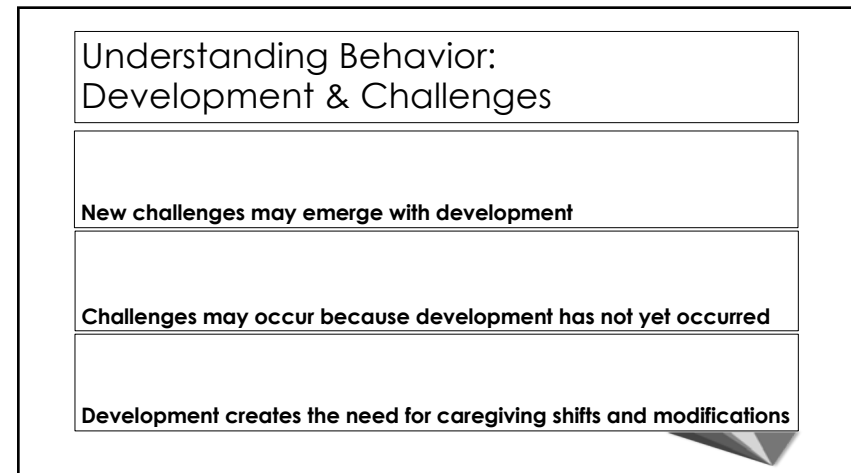 Understanding Behavior:
Development & Challenges
New challenges may emerge with development
Challenges may occur because development has not yet occurred
Development creates the need for caregiving shifts and modifications